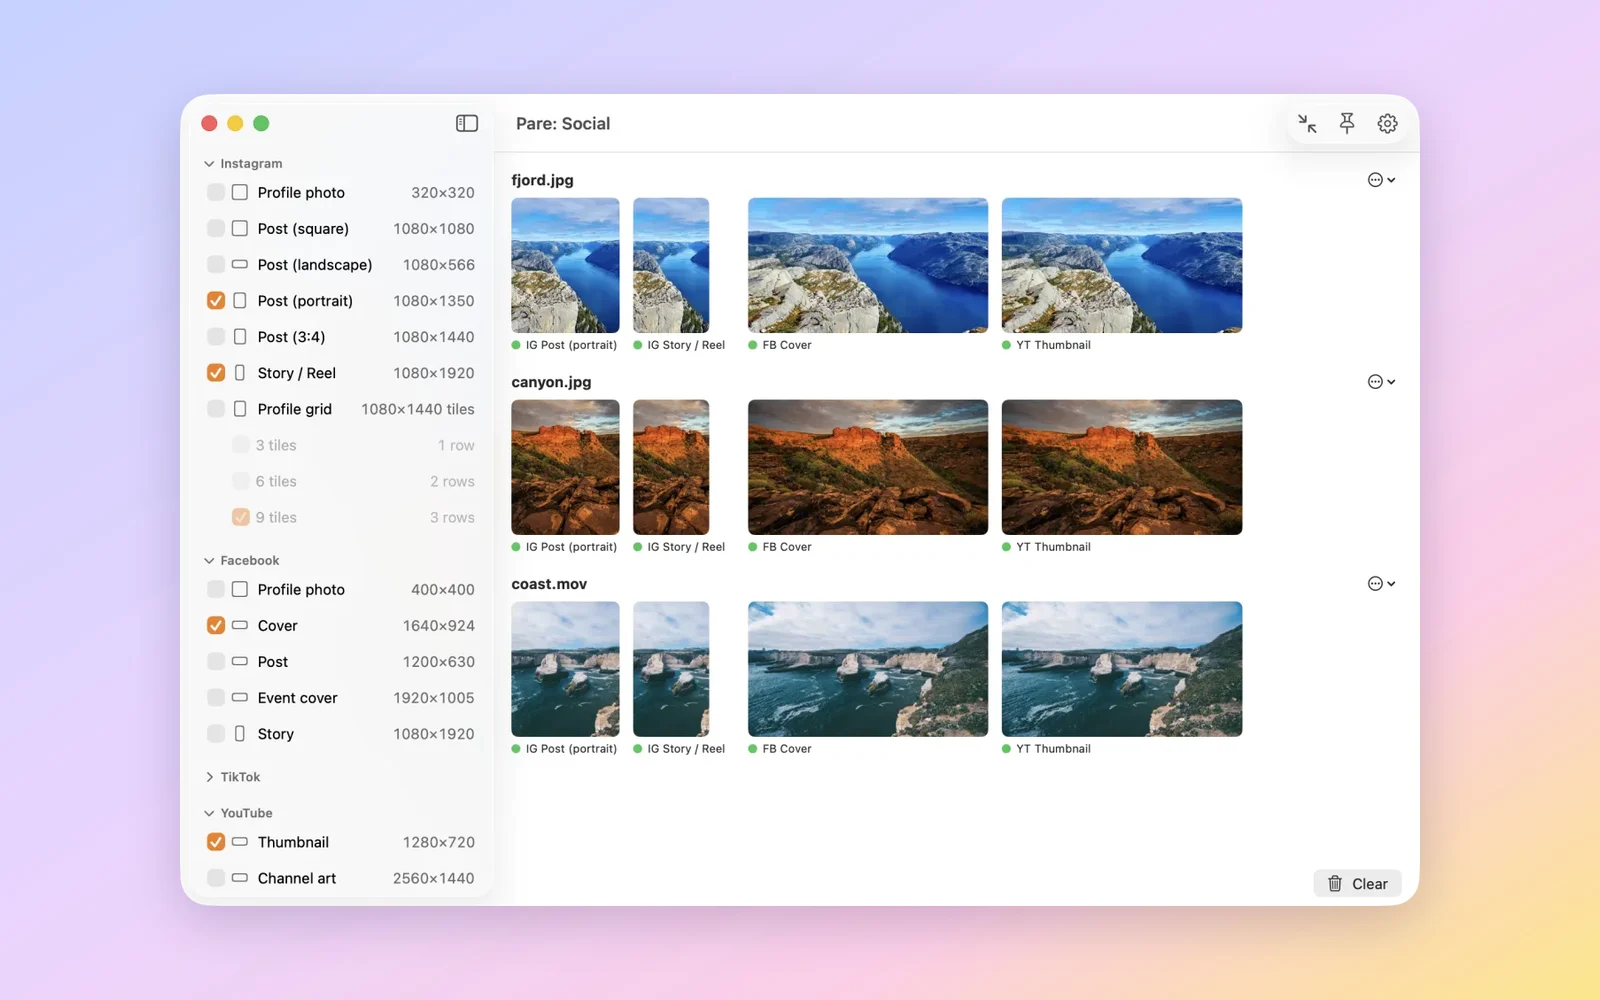 Pare: Social
Instagram
Profile photo 320×320
Post (square) 1080×1080
Post (landscape) 1080×566
Post (portrait) 1080×1350
Post (3:4) 1080×1440
Story / Reel 1080×1920
Profile grid 1080×1440 tiles
3 tiles 1 row
6 tiles 2 rows
9 tiles 3 rows
Facebook
Profile photo 400×400
Cover 1640×924
Post 1200×630
Event cover 1920×1005
Story 1080×1920
TikTok
YouTube
Thumbnail 1280×720
Channel art 2560×1440
fjord.jpg
IG Post (portrait) IG Story / Reel FB Cover YT Thumbnail
canyon.jpg
IG Post (portrait) IG Story / Reel FB Cover YT Thumbnail
coast.mov
IG Post (portrait) IG Story / Reel FB Cover YT Thumbnail
Clear